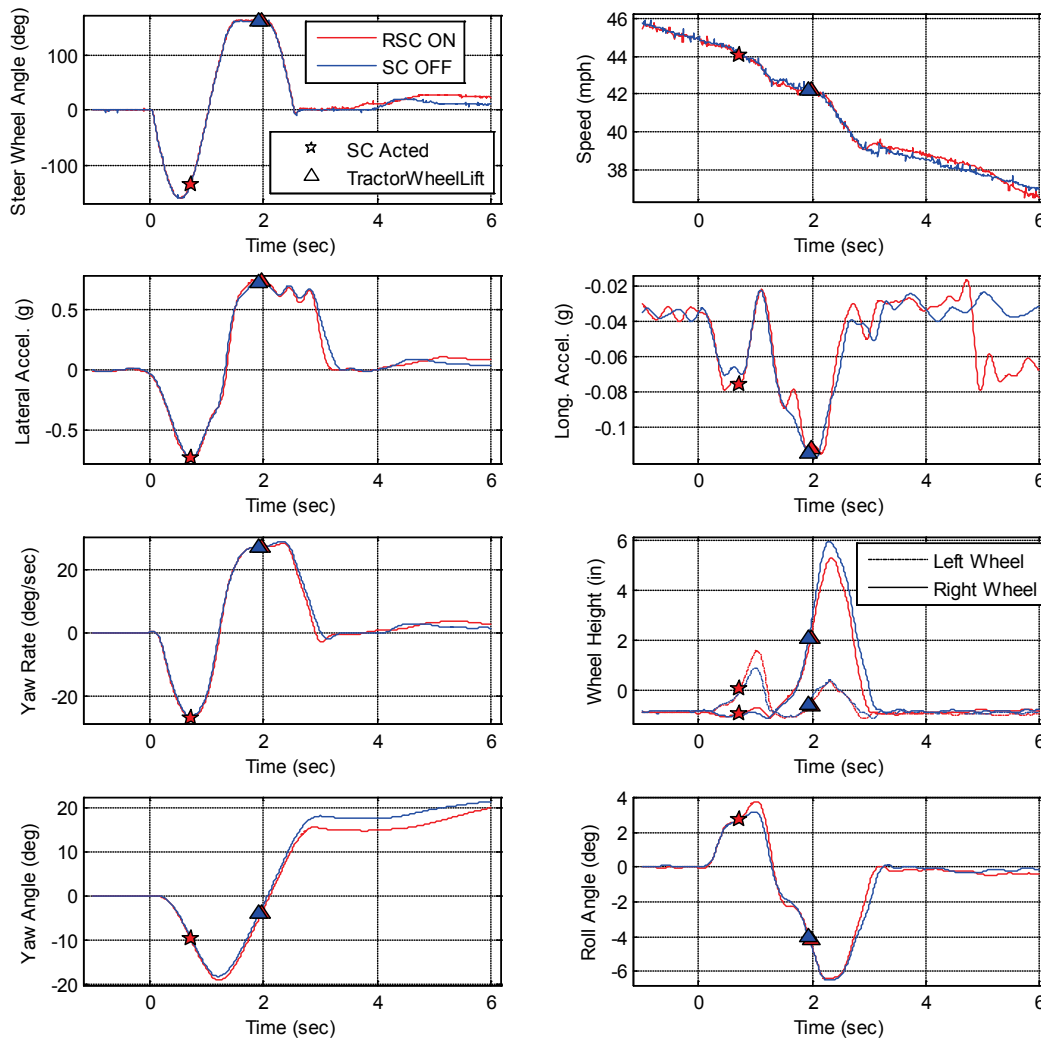 Steer Wheel Angle (deg)
100
0
-100
RSC ON
SC OFF
SC Acted
TractorWheelLift
0 2 4 6
Time (sec)
Speed (mph)
46
44
42
40
38
0 2 4 6
Time (sec)
Lateral Accel. (g)
0.5
0
-0.5
0 2 4 6
Time (sec)
Long. Accel. (g)
-0.02
-0.04
-0.06
-0.08
-0.1
0 2 4 6
Time (sec)
Yaw Rate (deg/sec)
20
0
-20
0 2 4 6
Time (sec)
Wheel Height (in)
6
4
2
0
Left Wheel
Right Wheel
0 2 4 6
Time (sec)
Yaw Angle (deg)
20
10
0
-10
-20
0 2 4 6
Time (sec)
Roll Angle (deg)
4
2
0
-2
-4
-6
0 2 4 6
Time (sec)